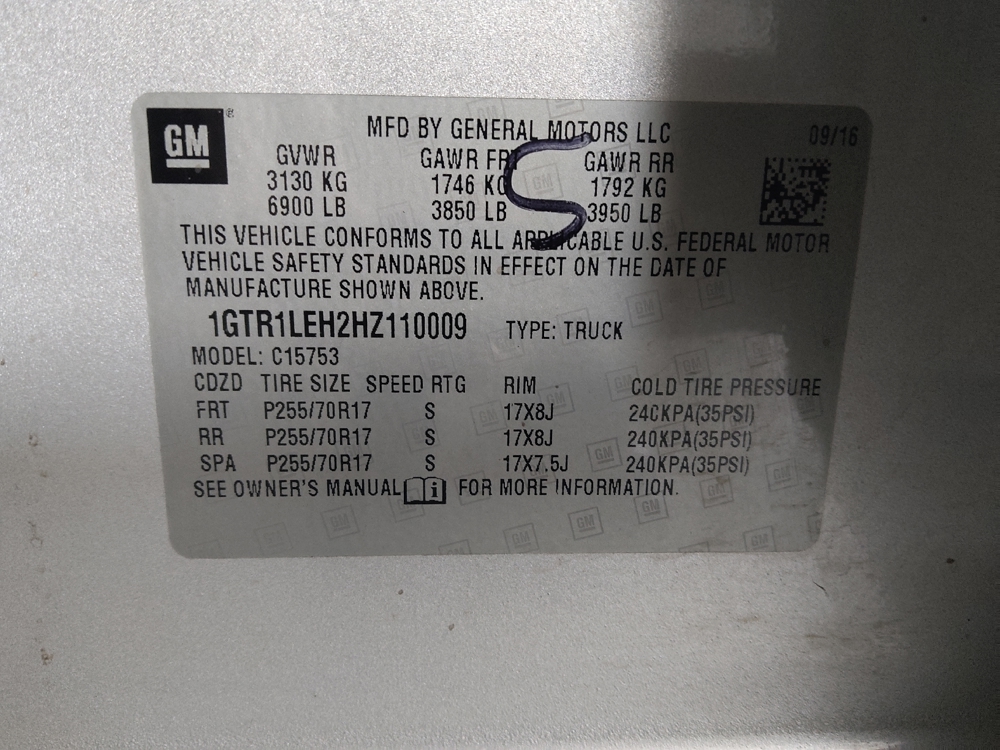 GM ®
MFD BY GENERAL MOTORS LLC 09/16
GVWR GAWR FRT GAWR RR
3130 KG 1746 KG 1792 KG
6900 LB 3850 LB 3950 LB
S
THIS VEHICLE CONFORMS TO ALL APPLICABLE U.S. FEDERAL MOTOR
VEHICLE SAFETY STANDARDS IN EFFECT ON THE DATE OF
MANUFACTURE SHOWN ABOVE.
1GTR1LEH2HZ110009 TYPE: TRUCK
MODEL: C15753
CDZD TIRE SIZE SPEED RTG RIM COLD TIRE PRESSURE
FRT P255/70R17 S 17X8J 240KPA(35PSI)
RR P255/70R17 S 17X8J 240KPA(35PSI)
SPA P255/70R17 S 17X7.5J 240KPA(35PSI)
SEE OWNER'S MANUAL i FOR MORE INFORMATION.